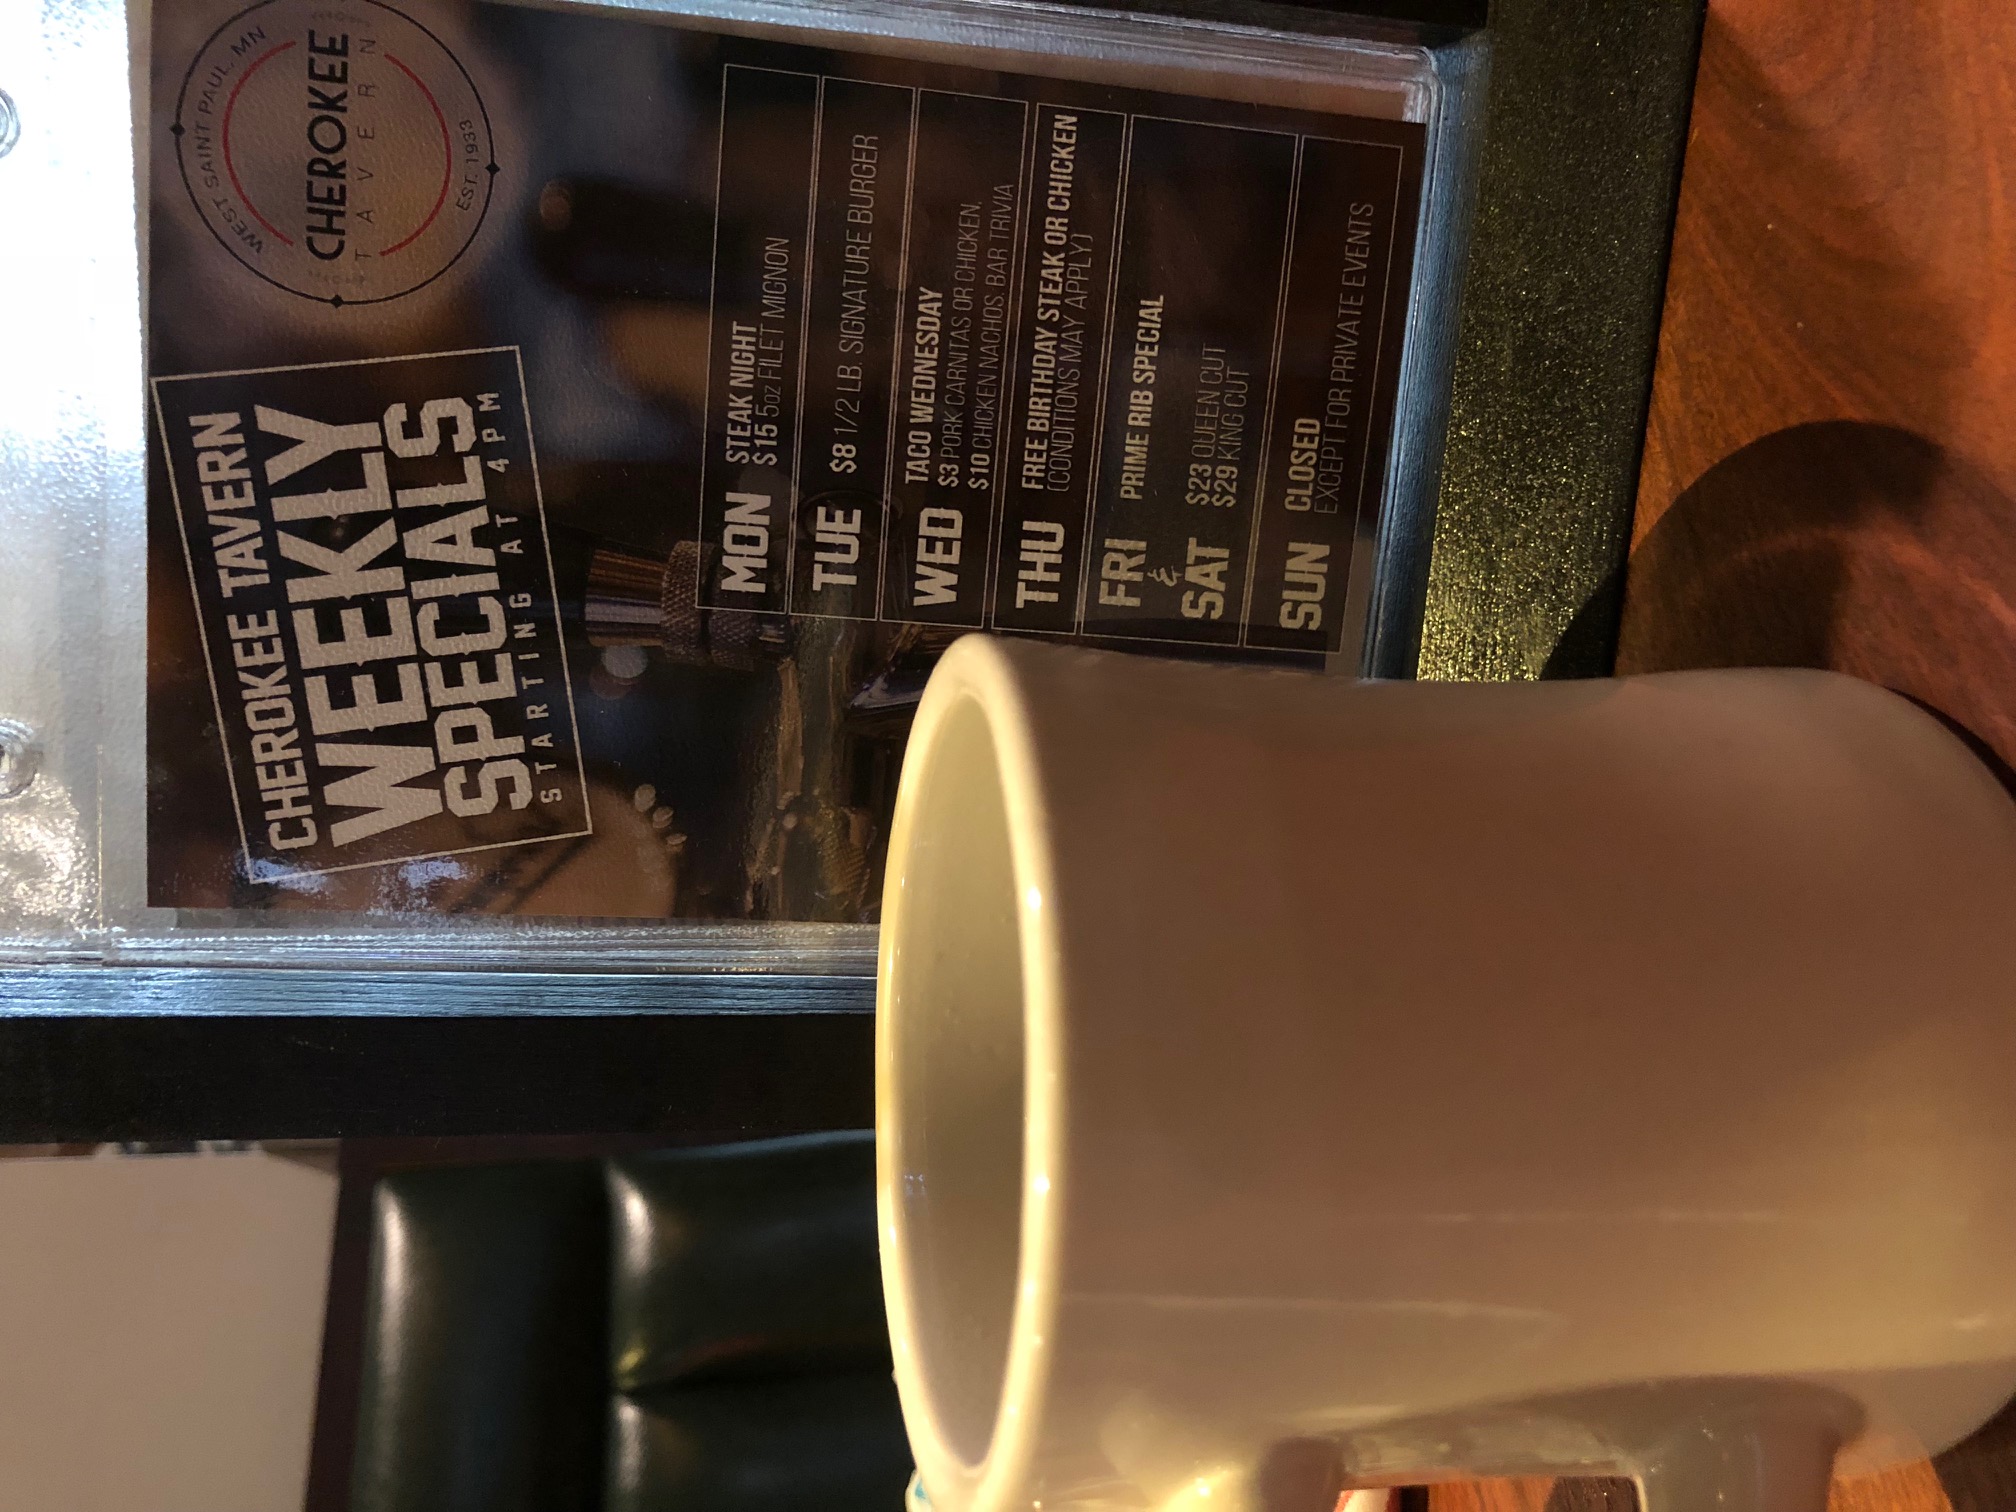 CHEROKEE TAVERN
WEEKLY
SPECIALS
STARTING AT 4PM
WEST SAINT PAUL, MN
CHEROKEE
TAVERN
EST. 1933
MON
STEAK NIGHT
$15 5oz FILET MIGNON
TUE
$8 1/2 LB. SIGNATURE BURGER
WED
TACO WEDNESDAY
$3 PORK CARNITAS OR CHICKEN,
$10 CHICKEN NACHOS, BAR TRIVIA
THU
FREE BIRTHDAY STEAK OR CHICKEN
(CONDITIONS MAY APPLY)
FRI
&
SAT
PRIME RIB SPECIAL
$23 QUEEN CUT
$29 KING CUT
SUN
CLOSED
EXCEPT FOR PRIVATE EVENTS